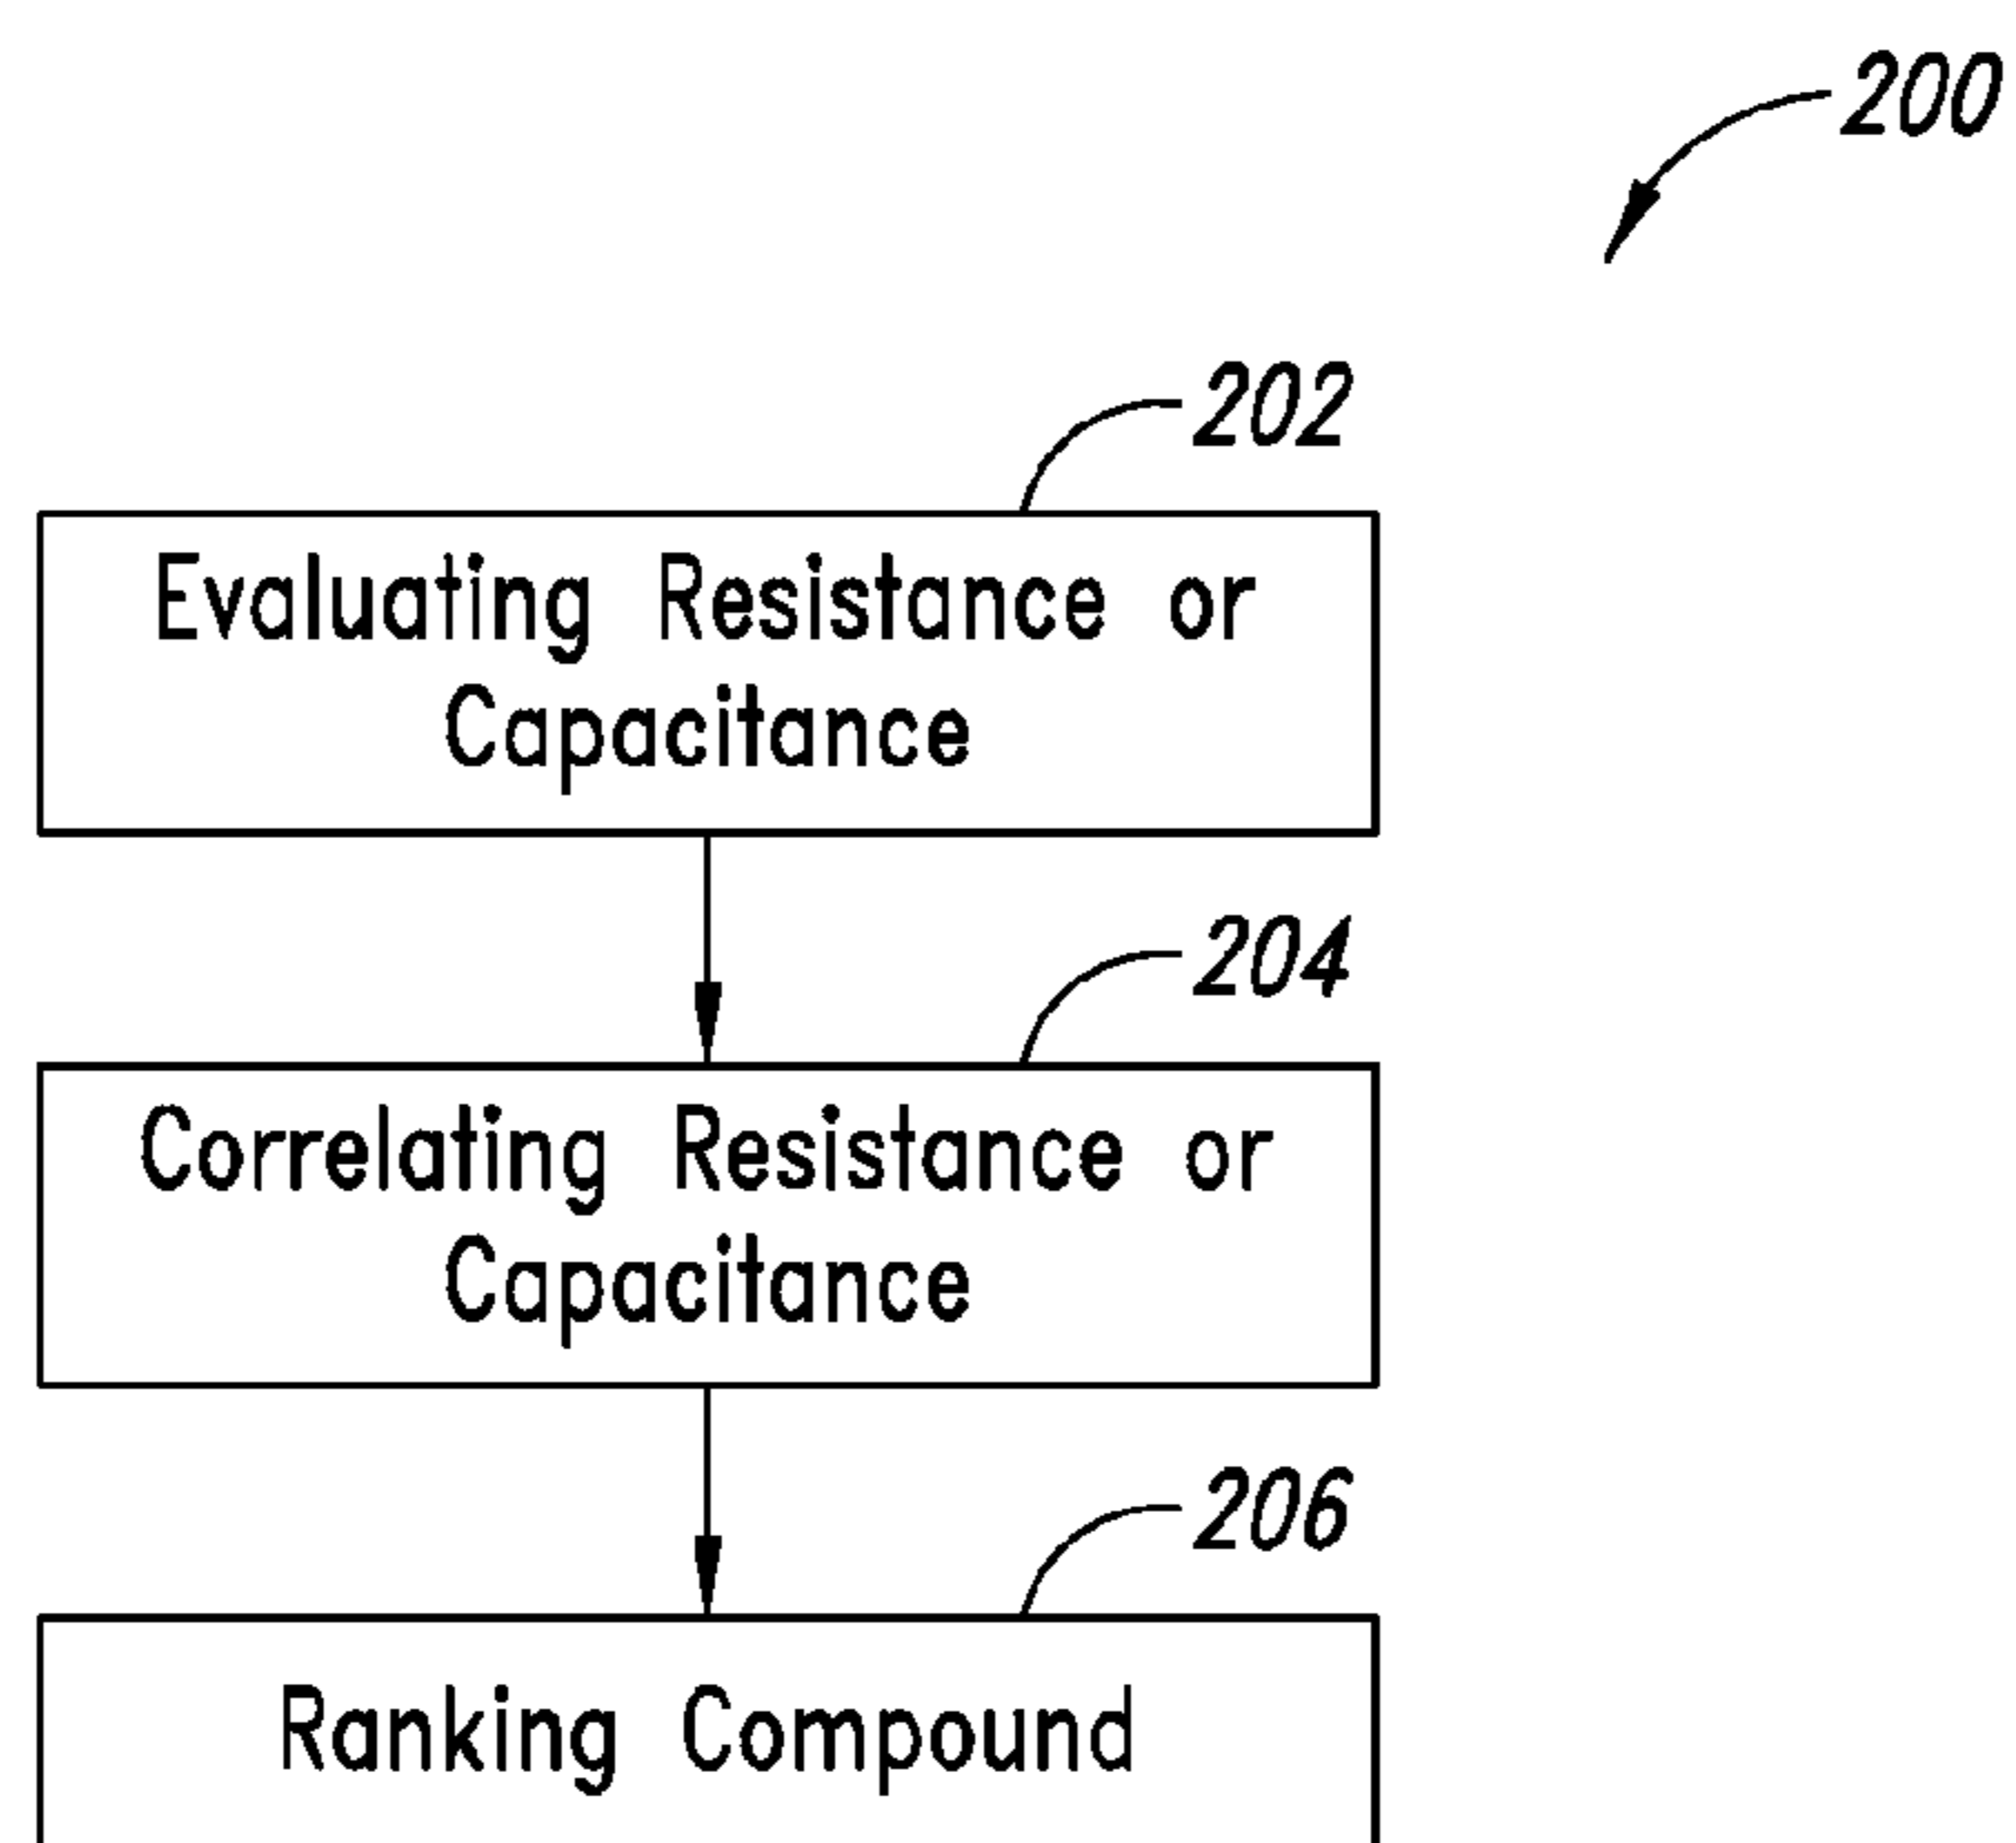 200
202
Evaluating Resistance or
Capacitance
204
Correlating Resistance or
Capacitance
206
Ranking Compound